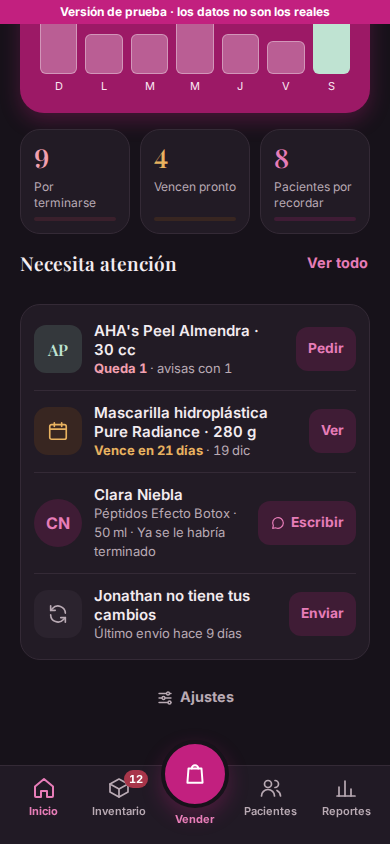 Versión de prueba · los datos no son los reales
D L M M J V S
9 4 8
Por terminarse
Vencen pronto
Pacientes por recordar
Necesita atención Ver todo
AP
AHA's Peel Almendra ·
30 cc
Queda 1 · avisas con 1
Pedir
Mascarilla hidroplástica
Pure Radiance · 280 g
Vence en 21 días · 19 dic
Ver
CN
Clara Niebla
Péptidos Efecto Botox ·
50 ml · Ya se le habría
terminado
Escribir
Jonathan no tiene tus
cambios
Último envío hace 9 días
Enviar
Ajustes
12
Inicio Inventario Vender Pacientes Reportes